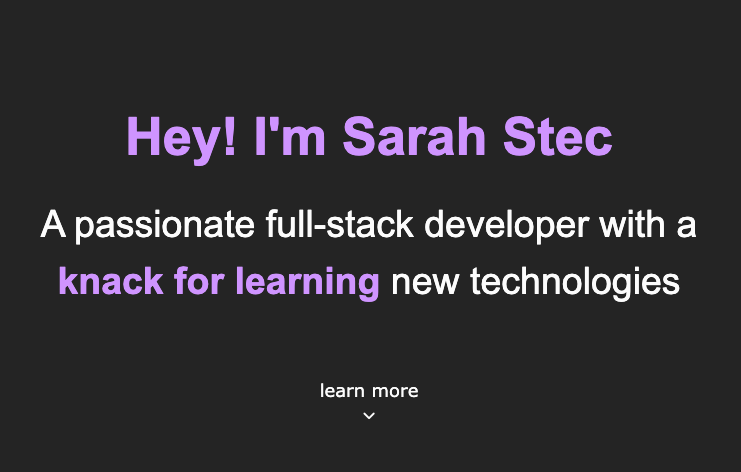 Hey! I'm Sarah Stec
A passionate full-stack developer with a
knack for learning new technologies
learn more